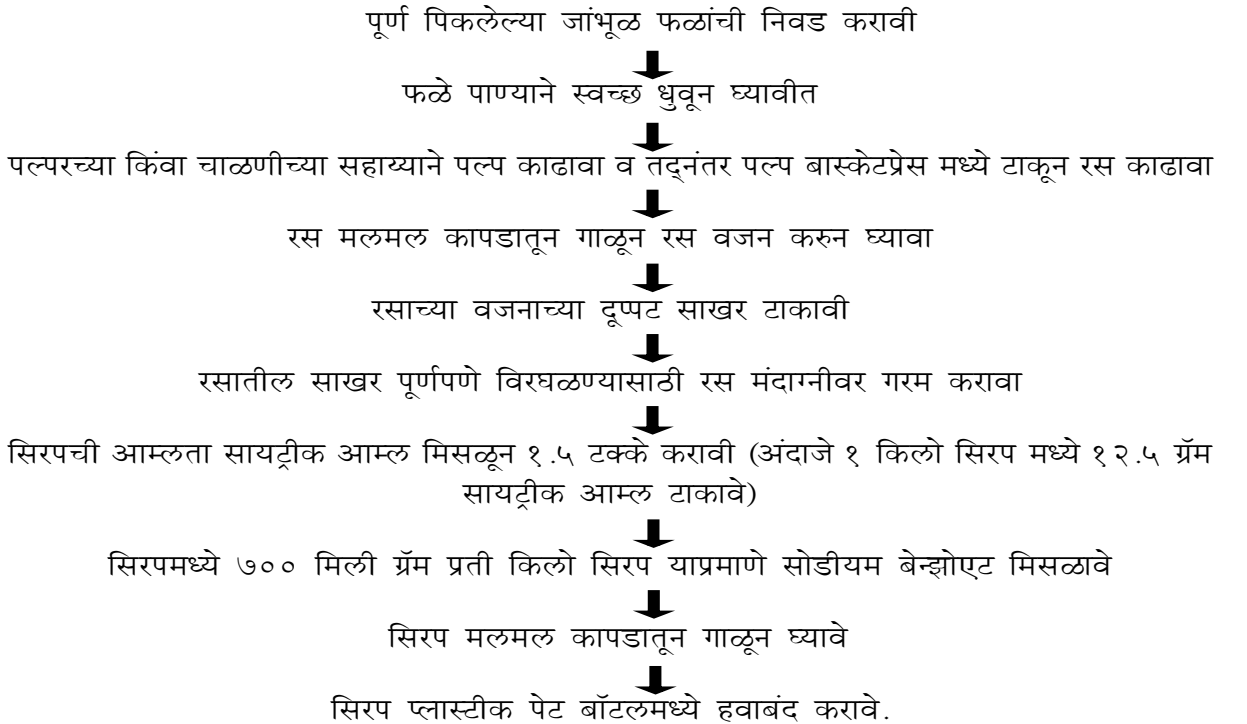 पूर्ण पिकलेल्या जांभूळ फळांची निवड करावी
फळे पाण्याने स्वच्छ धुवून घ्यावीत
पल्परच्या किंवा चाळणीच्या सहाय्याने पल्प काढावा व तद्नंतर पल्प बास्केटप्रेस मध्ये टाकून रस काढावा
रस मलमल कापडातून गाळून रस वजन करुन घ्यावा
रसाच्या वजनाच्या दूप्पट साखर टाकावी
रसातील साखर पूर्णपणे विरघळण्यासाठी रस मंदाग्नीवर गरम करावा
सिरपची आम्लता सायट्रीक आम्ल मिसळून १.५ टक्के करावी (अंदाजे १ किलो सिरप मध्ये १२.५ ग्रॅम
सायट्रीक आम्ल टाकावे)
सिरपमध्ये ७०० मिली ग्रॅम प्रती किलो सिरप याप्रमाणे सोडीयम बेन्झोएट मिसळावे
सिरप मलमल कापडातून गाळून घ्यावे
सिरप प्लास्टीक पेट बॉटलमध्ये हवाबंद करावे.